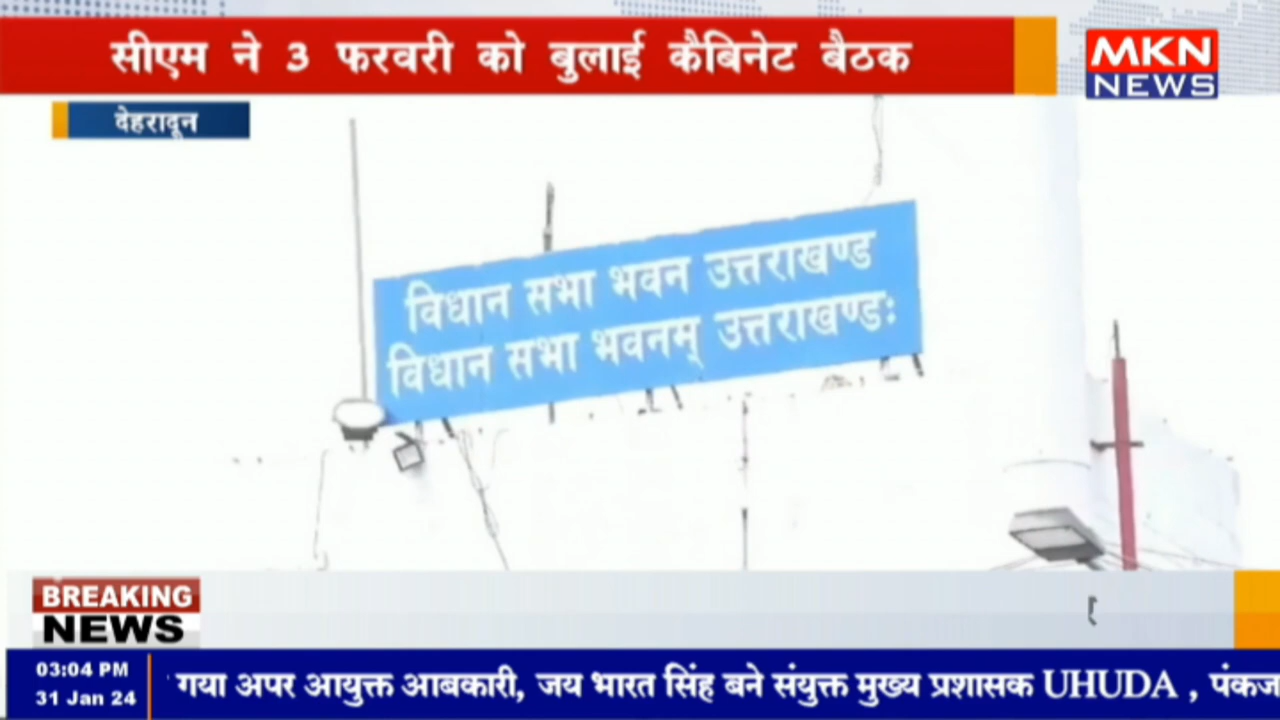 सीएम ने 3 फरवरी को बुलाई कैबिनेट बैठक
MKN
NEWS
देहरादून
विधान सभा भवन उत्तराखण्ड
विधान सभा भवनम् उत्तराखण्डः
BREAKING
NEWS
03:04 PM
31 Jan 24
गया अपर आयुक्त आबकारी, जय भारत सिंह बने संयुक्त मुख्य प्रशासक UHUDA , पंकज